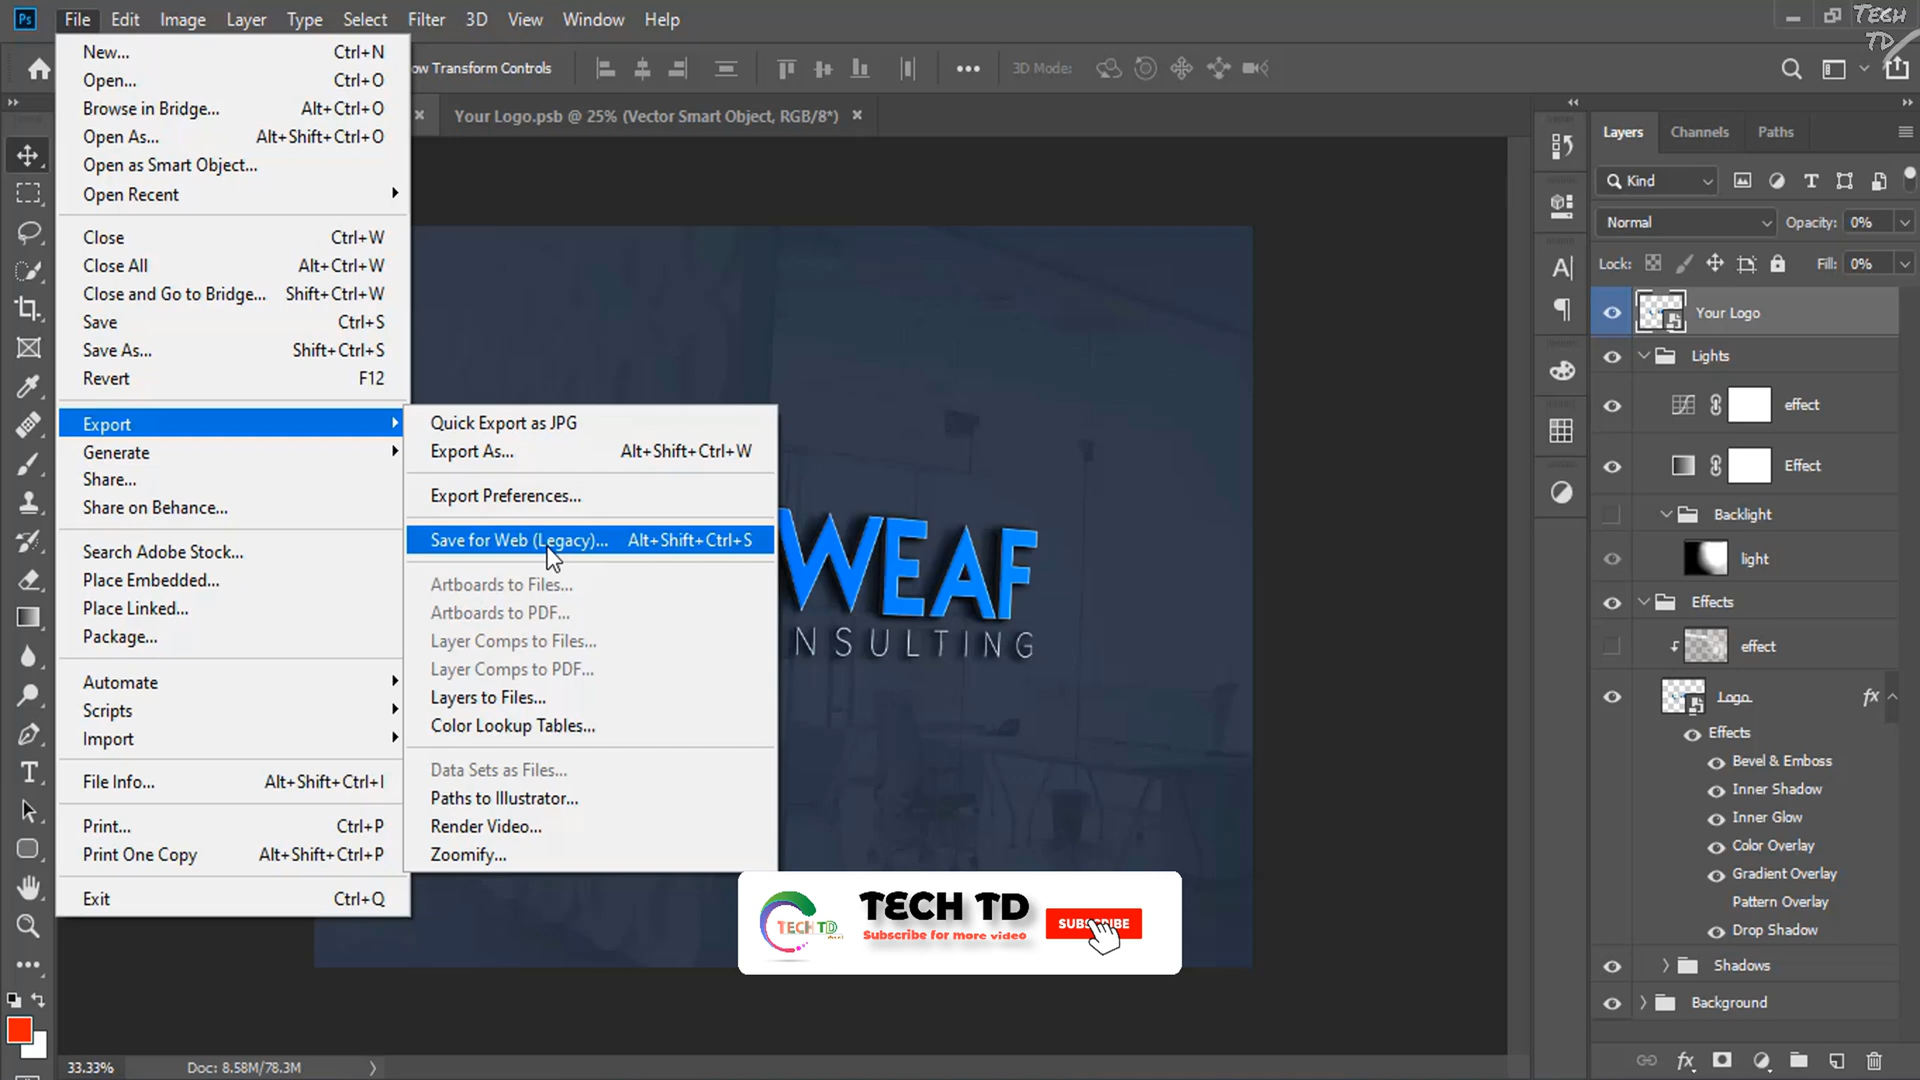 Ps File Edit Image Layer Type Select Filter 3D View Window Help
TECH TD
ow Transform Controls ••• 3D Mode:
× Your Logo.psb @ 25% (Vector Smart Object, RGB/8*) ×
New... Ctrl+N
Open... Ctrl+O
Browse in Bridge... Alt+Ctrl+O
Open As... Alt+Shift+Ctrl+O
Open as Smart Object...
Open Recent
Close Ctrl+W
Close All Alt+Ctrl+W
Close and Go to Bridge... Shift+Ctrl+W
Save Ctrl+S
Save As... Shift+Ctrl+S
Revert F12
Export
Generate
Share...
Share on Behance...
Search Adobe Stock...
Place Embedded...
Place Linked...
Package...
Automate
Scripts
Import
File Info... Alt+Shift+Ctrl+I
Print... Ctrl+P
Print One Copy Alt+Shift+Ctrl+P
Exit Ctrl+Q
Quick Export as JPG
Export As... Alt+Shift+Ctrl+W
Export Preferences...
Save for Web (Legacy)... Alt+Shift+Ctrl+S
Artboards to Files...
Artboards to PDF...
Layer Comps to Files...
Layer Comps to PDF...
Layers to Files...
Color Lookup Tables...
Data Sets as Files...
Paths to Illustrator...
Render Video...
Zoomify...
WEAF
NSULTING
TECH TD
TECH TD
Subscribe for more video
SUBSCRIBE
Layers Channels Paths
Kind
Normal Opacity: 0%
Lock: Fill: 0%
Your Logo
Lights
effect
Effect
Backlight
light
Effects
effect
Logo fx
Effects
Bevel & Emboss
Inner Shadow
Inner Glow
Color Overlay
Gradient Overlay
Pattern Overlay
Drop Shadow
Shadows
Background
fx
33.33% Doc: 8.58M/78.3M